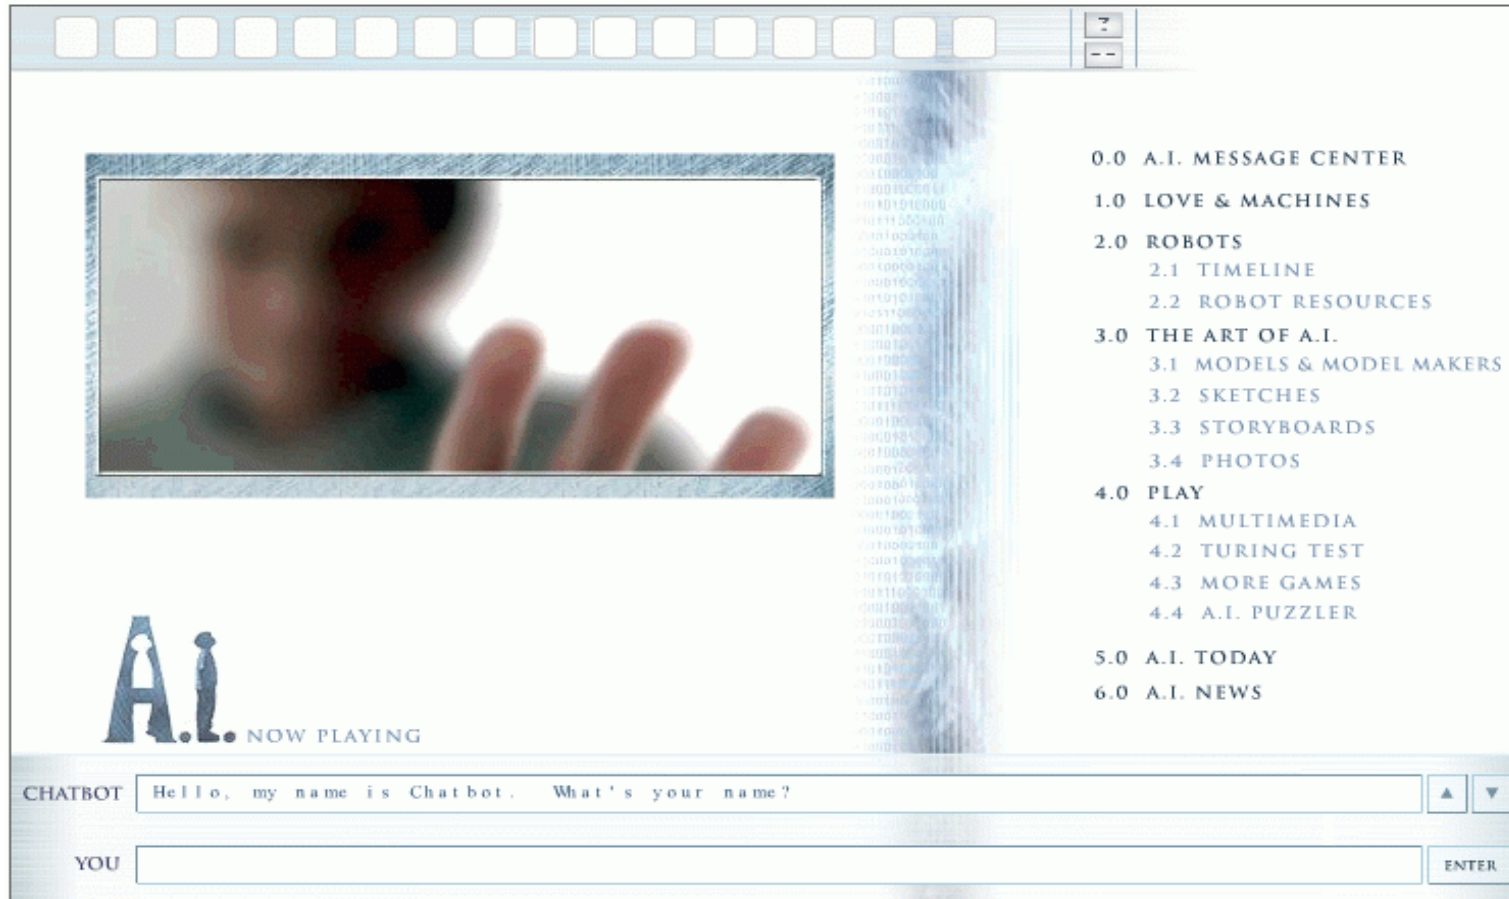 ?
--
0.0 A.I. MESSAGE CENTER
1.0 LOVE & MACHINES
2.0 ROBOTS
2.1 TIMELINE
2.2 ROBOT RESOURCES
3.0 THE ART OF A.I.
3.1 MODELS & MODEL MAKERS
3.2 SKETCHES
3.3 STORYBOARDS
3.4 PHOTOS
4.0 PLAY
4.1 MULTIMEDIA
4.2 TURING TEST
4.3 MORE GAMES
4.4 A.I. PUZZLER
5.0 A.I. TODAY
6.0 A.I. NEWS
A.I. NOW PLAYING
CHATBOT Hello, my name is Chatbot. What's your name?
YOU ENTER